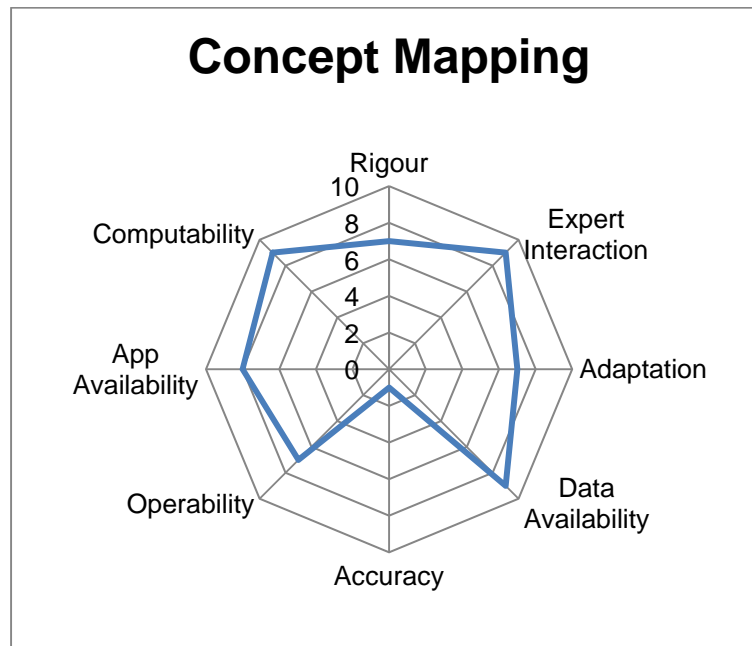 Concept Mapping
Rigour
10
8
6
4
2
0
Expert
Interaction
Adaptation
Data
Availability
Accuracy
Operability
App
Availability
Computability